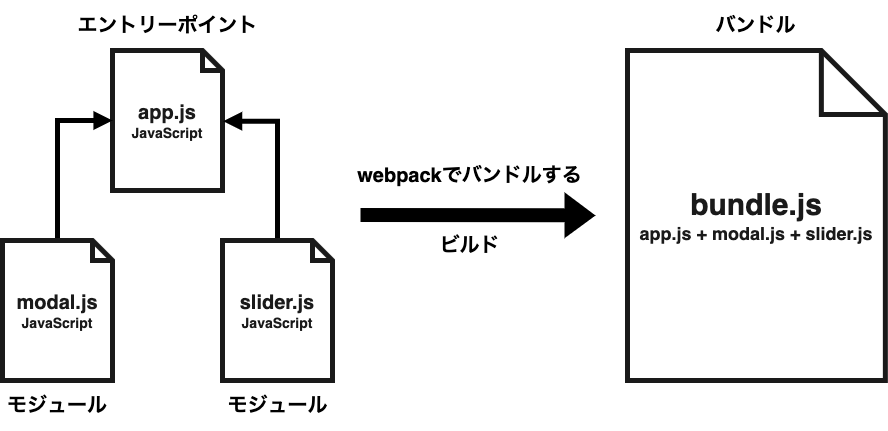 エントリーポイント
app.js
JavaScript
modal.js
JavaScript
モジュール
slider.js
JavaScript
モジュール
webpackでバンドルする
ビルド
バンドル
bundle.js
app.js + modal.js + slider.js